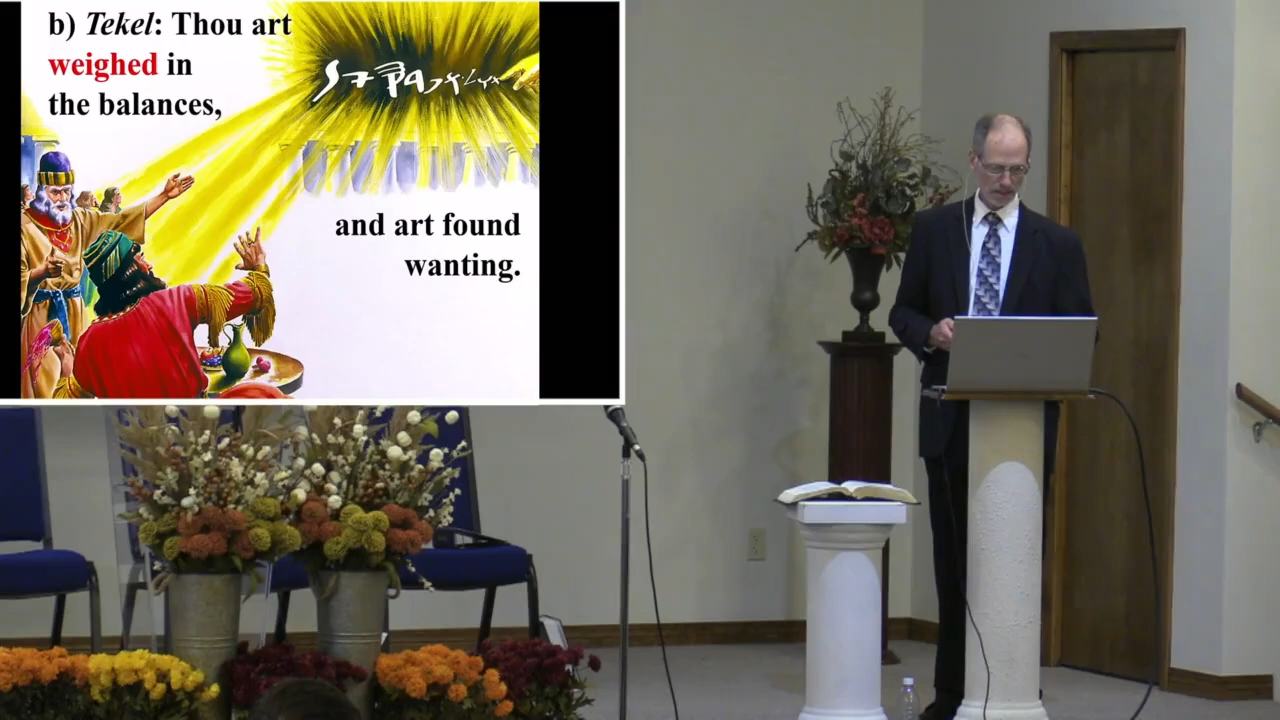 b) Tekel: Thou art
weighed in
the balances,
and art found
wanting.